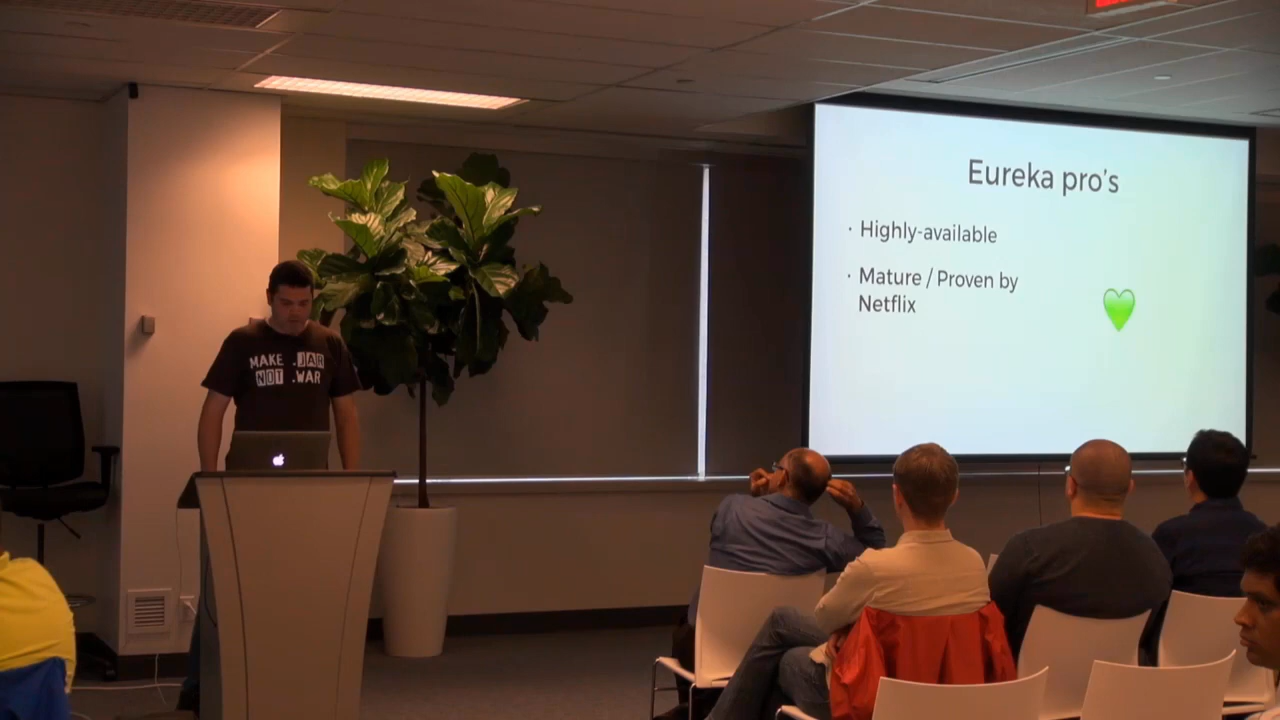 Eureka pro's
· Highly-available
· Mature / Proven by
Netflix
MAKE .JAR
NOT .WAR